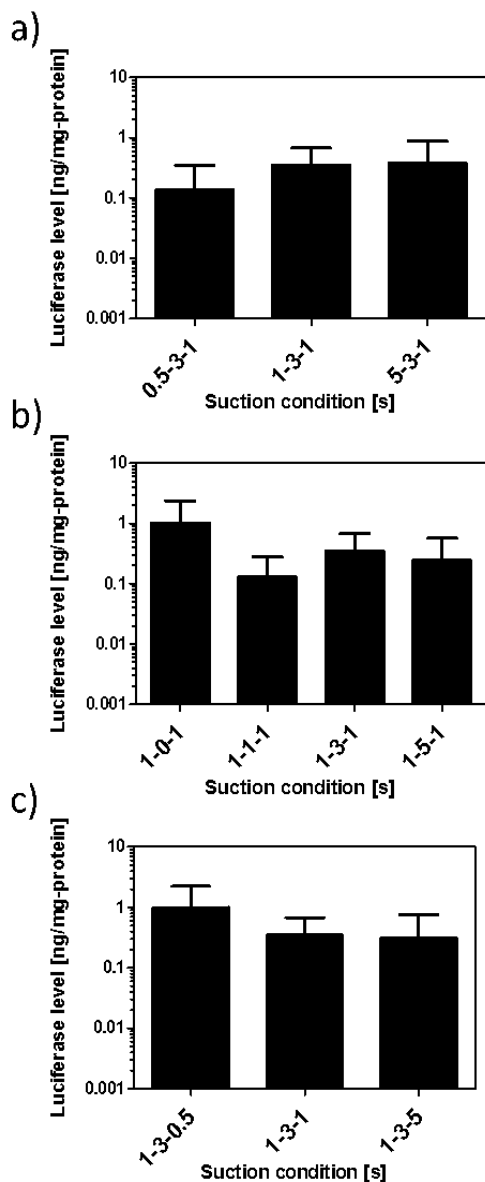 a)
Luciferase level [ng/mg-protein]
10
1
0.1
0.01
0.001
0.5-3-1
1-3-1
5-3-1
Suction condition [s]
b)
Luciferase level [ng/mg-protein]
10
1
0.1
0.01
0.001
1-0-1
1-1-1
1-3-1
1-5-1
Suction condition [s]
c)
Luciferase level [ng/mg-protein]
10
1
0.1
0.01
0.001
1-3-0.5
1-3-1
1-3-5
Suction condition [s]